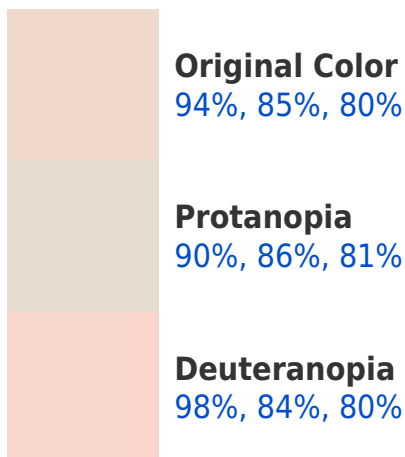 Original Color
94%, 85%, 80%
Protanopia
90%, 86%, 81%
Deuteranopia
98%, 84%, 80%